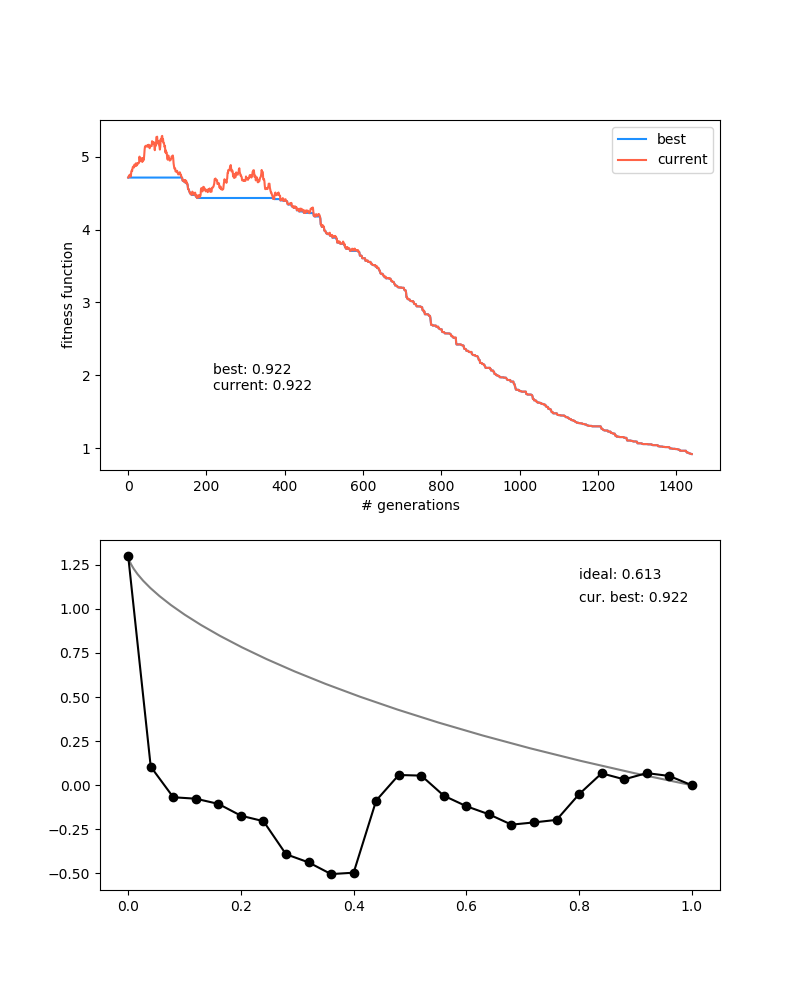 best
current
5
4
3
2
1
fitness function
best: 0.922
current: 0.922
0 200 400 600 800 1000 1200 1400
# generations
1.25
1.00
0.75
0.50
0.25
0.00
−0.25
−0.50
ideal: 0.613
cur. best: 0.922
0.0 0.2 0.4 0.6 0.8 1.0